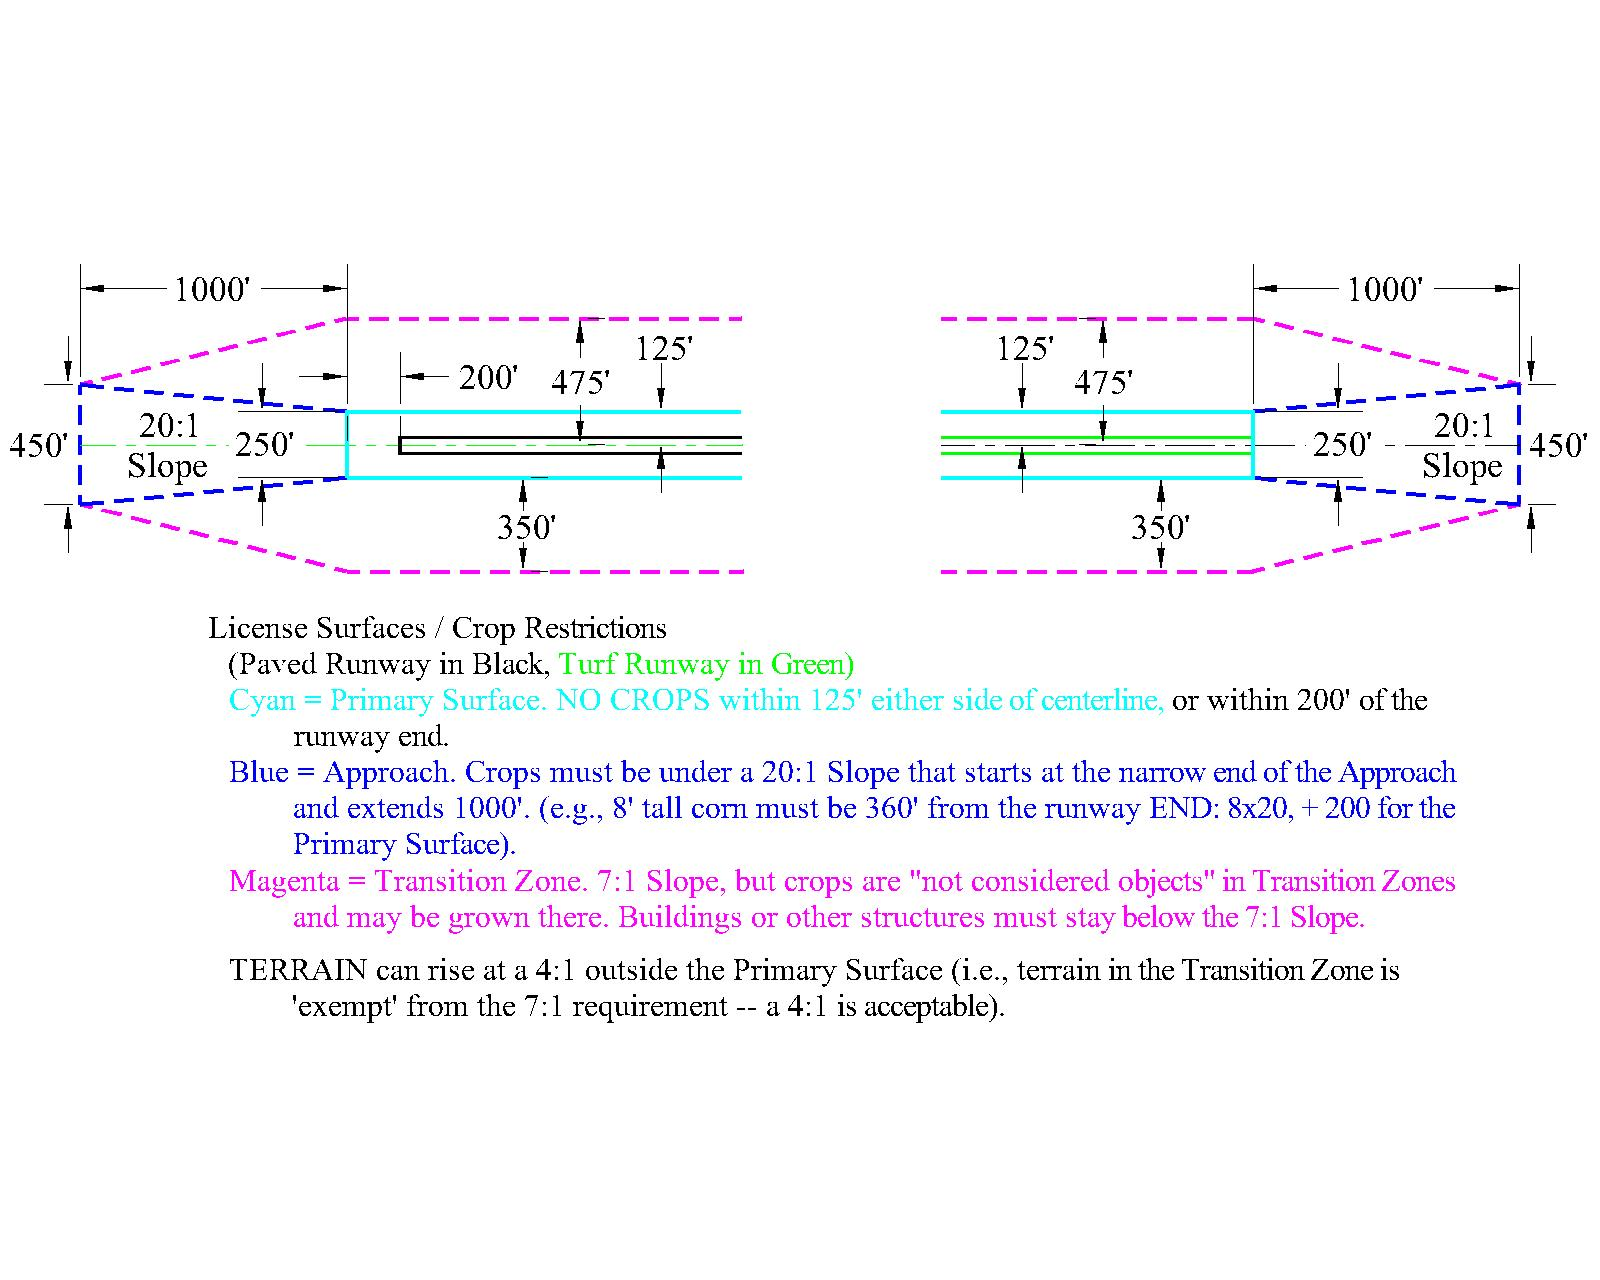 1000'
1000'
125'
125'
200'
475'
475'
20:1
Slope
20:1
Slope
450'
250'
250'
450'
350'
350'
License Surfaces / Crop Restrictions
(Paved Runway in Black, Turf Runway in Green)
Cyan = Primary Surface. NO CROPS within 125' either side of centerline, or within 200' of the
runway end.
Blue = Approach. Crops must be under a 20:1 Slope that starts at the narrow end of the Approach
and extends 1000'. (e.g., 8' tall corn must be 360' from the runway END: 8x20, + 200 for the
Primary Surface).
Magenta = Transition Zone. 7:1 Slope, but crops are "not considered objects" in Transition Zones
and may be grown there. Buildings or other structures must stay below the 7:1 Slope.
TERRAIN can rise at a 4:1 outside the Primary Surface (i.e., terrain in the Transition Zone is
'exempt' from the 7:1 requirement -- a 4:1 is acceptable).